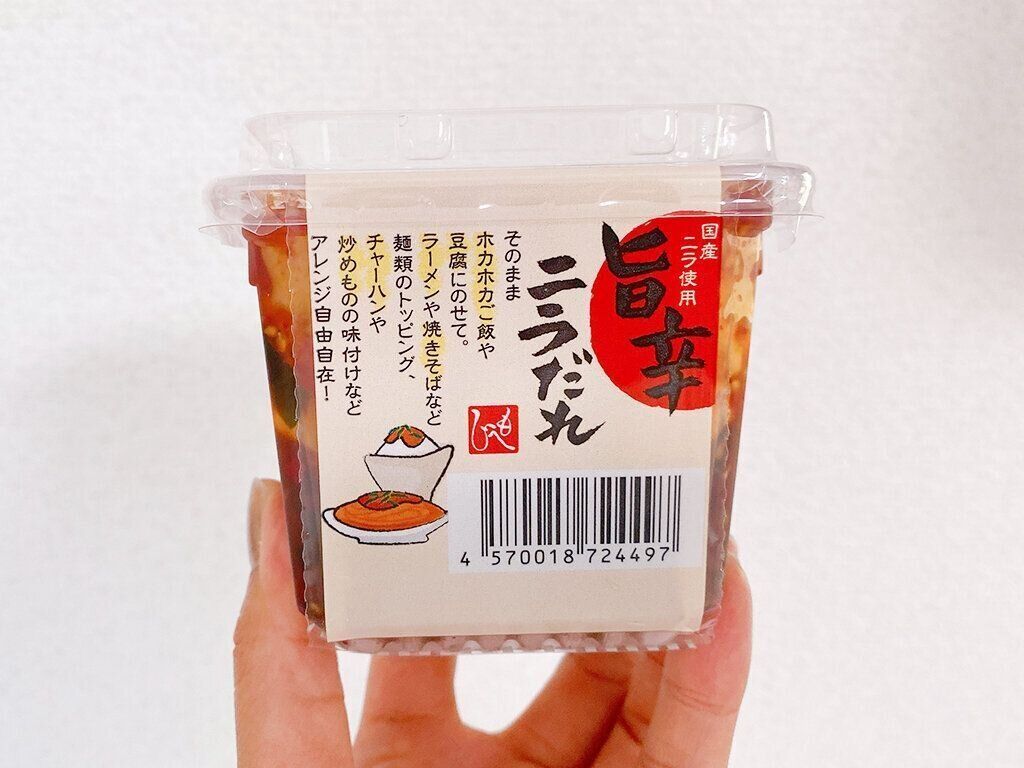 国産
ニラ使用
旨辛
ニラだれ
もへじ
そのまま
ホカホカご飯や
豆腐にのせて。
ラーメンや焼きそばなど
麺類のトッピング、
チャーハンや
炒めものの味付けなど
アレンジ自由自在！
4 570018 724497